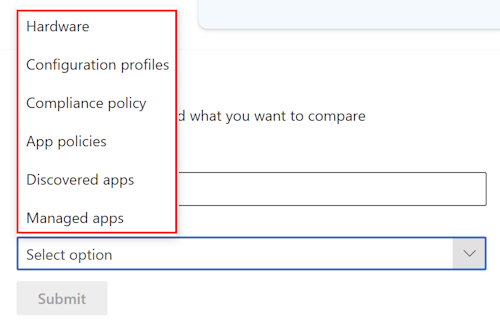 Hardware
Configuration profiles
Compliance policy
d what you want to compare
App policies
Discovered apps
Managed apps
Select option
Submit